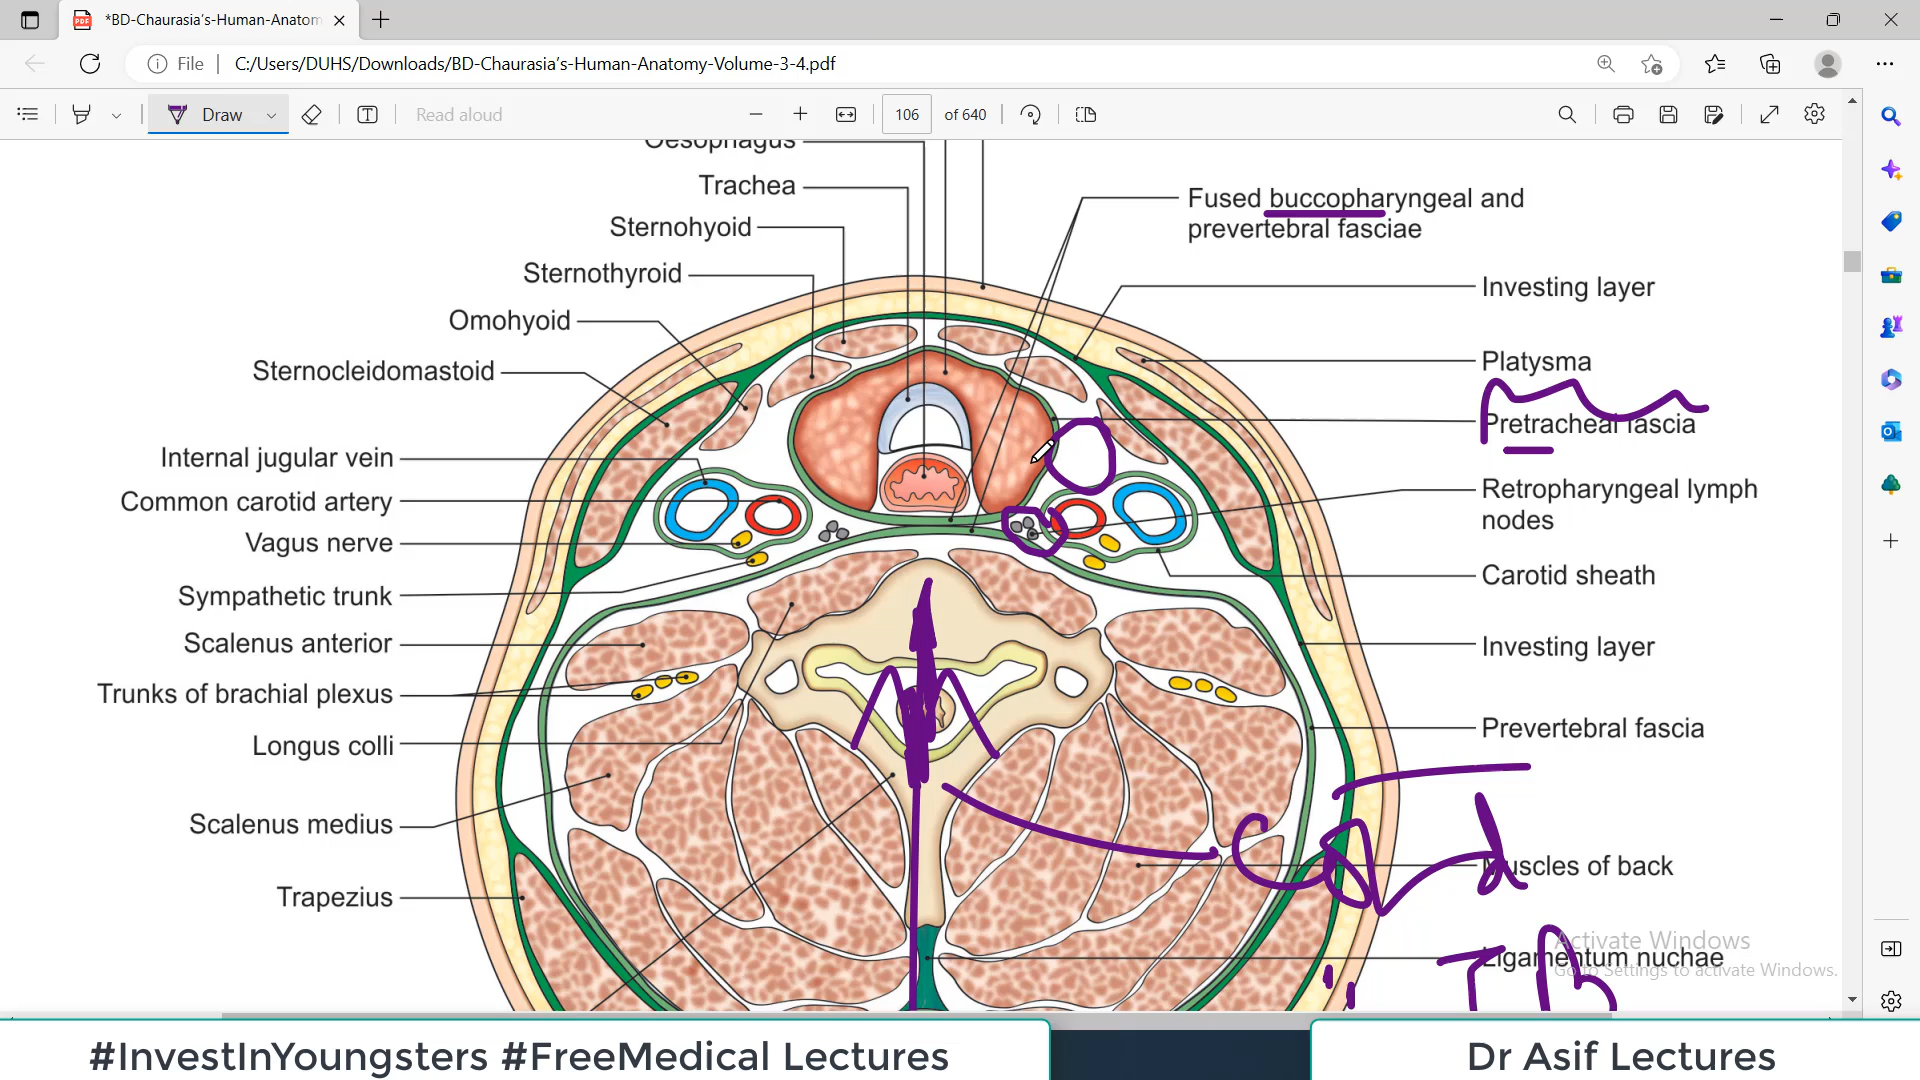 *BD-Chaurasia's-Human-Anatom
File
C:/Users/DUHS/Downloads/BD-Chaurasia's-Human-Anatomy-Volume-3-4.pdf
Draw
Read aloud
106
of 640
Oesophagus
Trachea
Sternohyoid
Sternothyroid
Omohyoid
Sternocleidomastoid
Internal jugular vein
Common carotid artery
Vagus nerve
Sympathetic trunk
Scalenus anterior
Trunks of brachial plexus
Longus colli
Scalenus medius
Trapezius
Fused buccopharyngeal and
prevertebral fasciae
Investing layer
Platysma
Pretracheal fascia
Retropharyngeal lymph
nodes
Carotid sheath
Investing layer
Prevertebral fascia
Muscles of back
Ligamentum nuchae
Activate Windows
Go to Settings to activate Windows.
#InvestInYoungsters #FreeMedical Lectures
Dr Asif Lectures